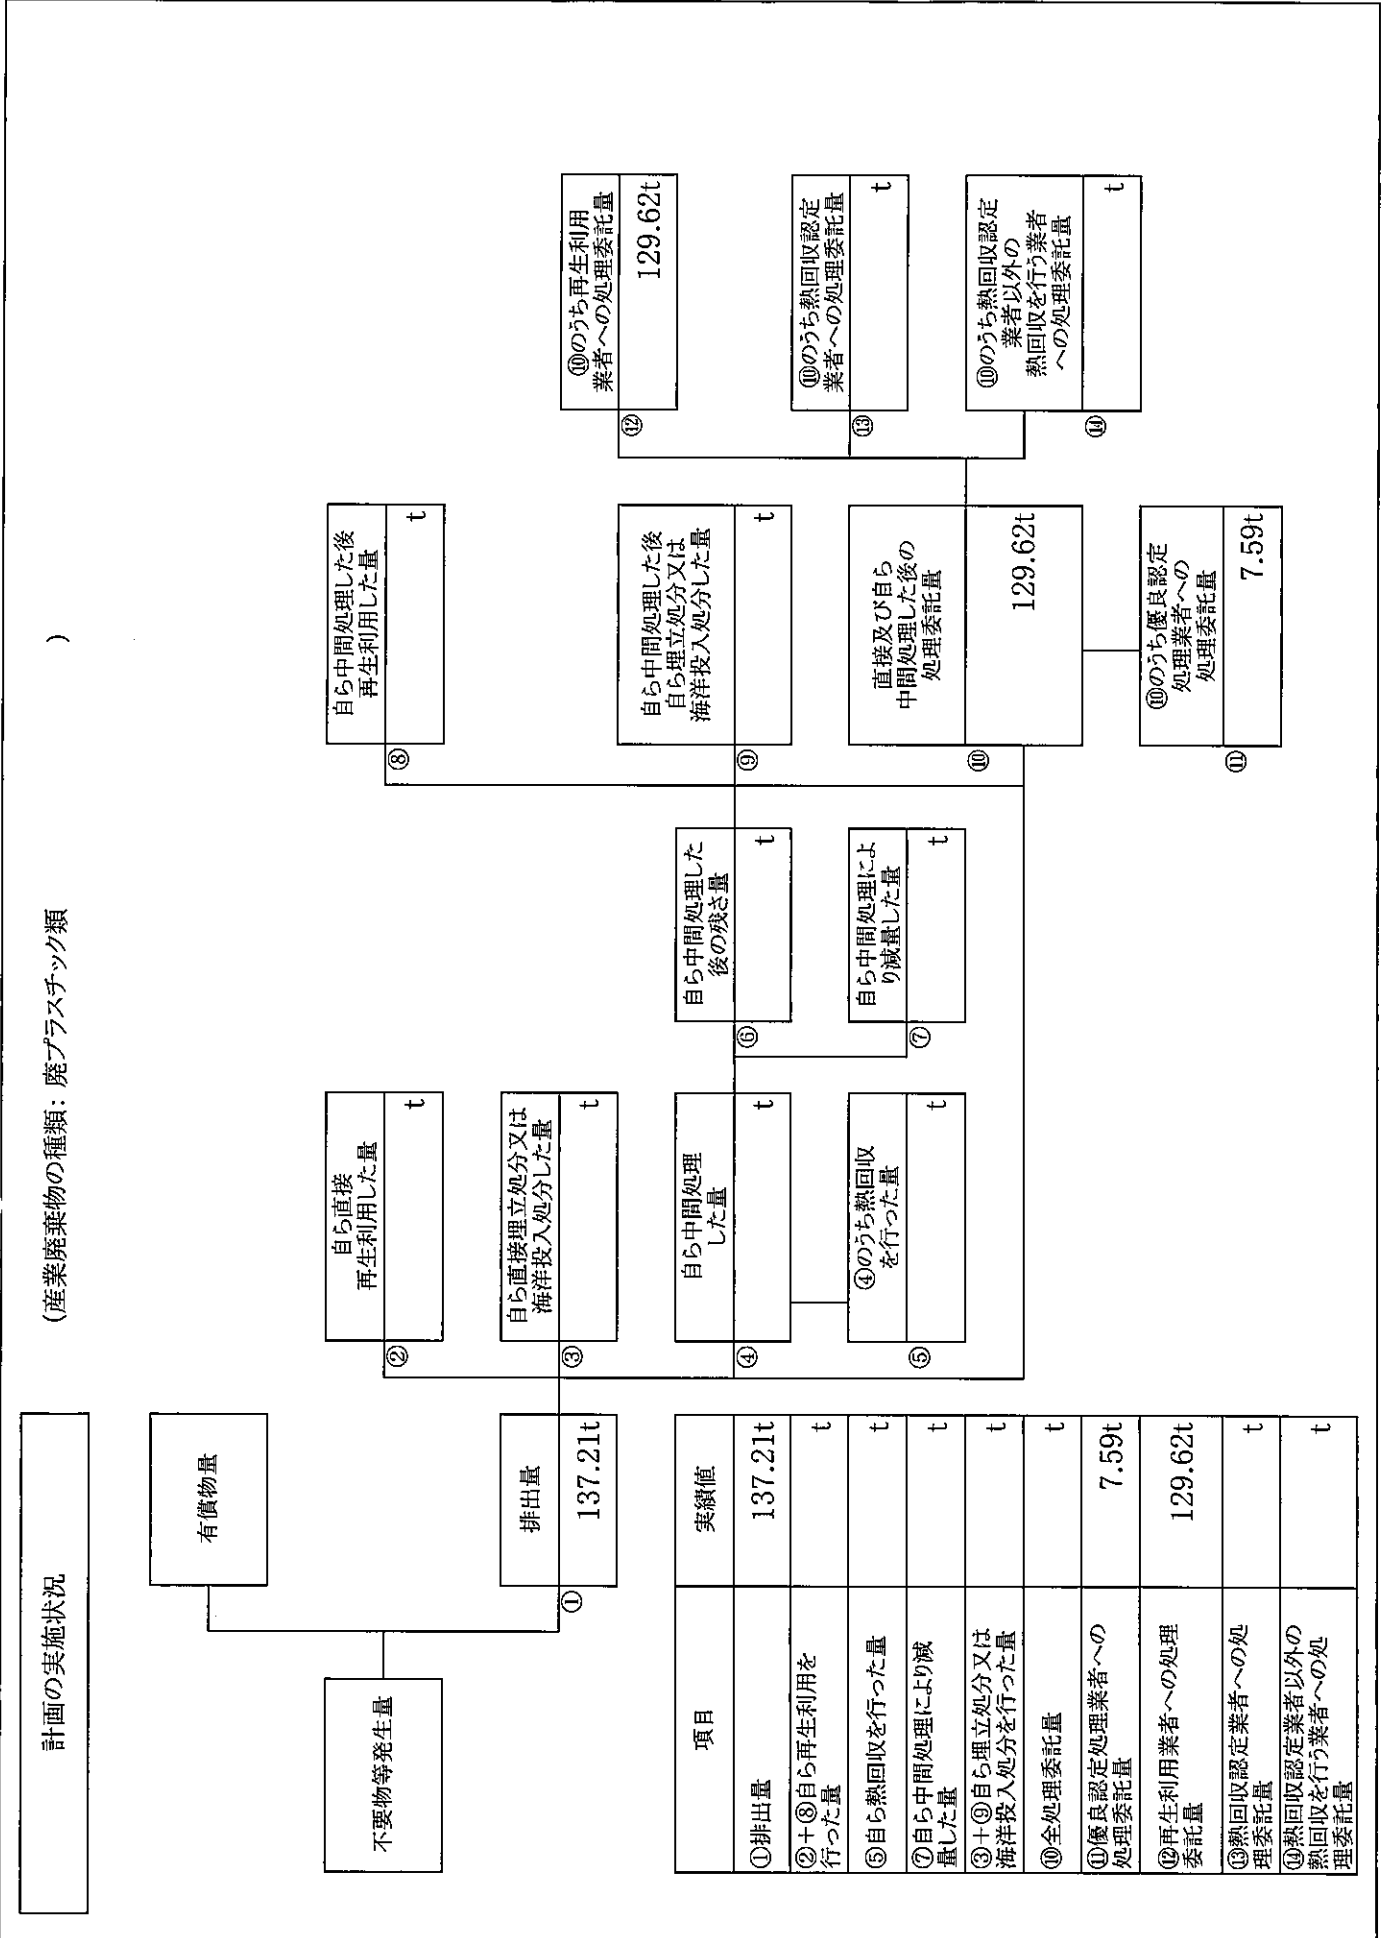 計画の実施状況
(産業廃棄物の種類：廃プラスチック類
)
有償物量
不要物等発生量
排出量
①
137.21t
自ら直接
再生利用した量
②
t
自ら直接埋立処分又は
海洋投入処分した量
③
t
自ら中間処理
した量
④
t
④のうち熱回収
を行った量
⑤
t
自ら中間処理した
後の残さ量
⑥
t
自ら中間処理によ
り減量した量
⑦
t
自ら中間処理した後
再生利用した量
⑧
t
自ら中間処理した後
自ら埋立処分又は
海洋投入処分した量
⑨
t
直接及び自ら
中間処理した後の
処理委託量
⑩
129.62t
⑩のうち優良認定
処理業者への
処理委託量
⑪
7.59t
⑩のうち再生利用
業者への処理委託量
⑫
129.62t
⑩のうち熱回収認定
業者への処理委託量
⑬
t
⑩のうち熱回収認定
業者以外の
熱回収を行う業者
への処理委託量
⑭
t
項目
実績値
①排出量
137.21t
②+⑧自ら再生利用を
行った量
t
⑤自ら熱回収を行った量
t
⑦自ら中間処理により減
量した量
t
③+⑨自ら埋立処分又は
海洋投入処分を行った量
t
⑩全処理委託量
t
⑪優良認定処理業者への
処理委託量
7.59t
⑫再生利用業者への処理
委託量
129.62t
⑬熱回収認定業者への処
理委託量
t
⑭熱回収認定業者以外の
熱回収を行う業者への処
理委託量
t